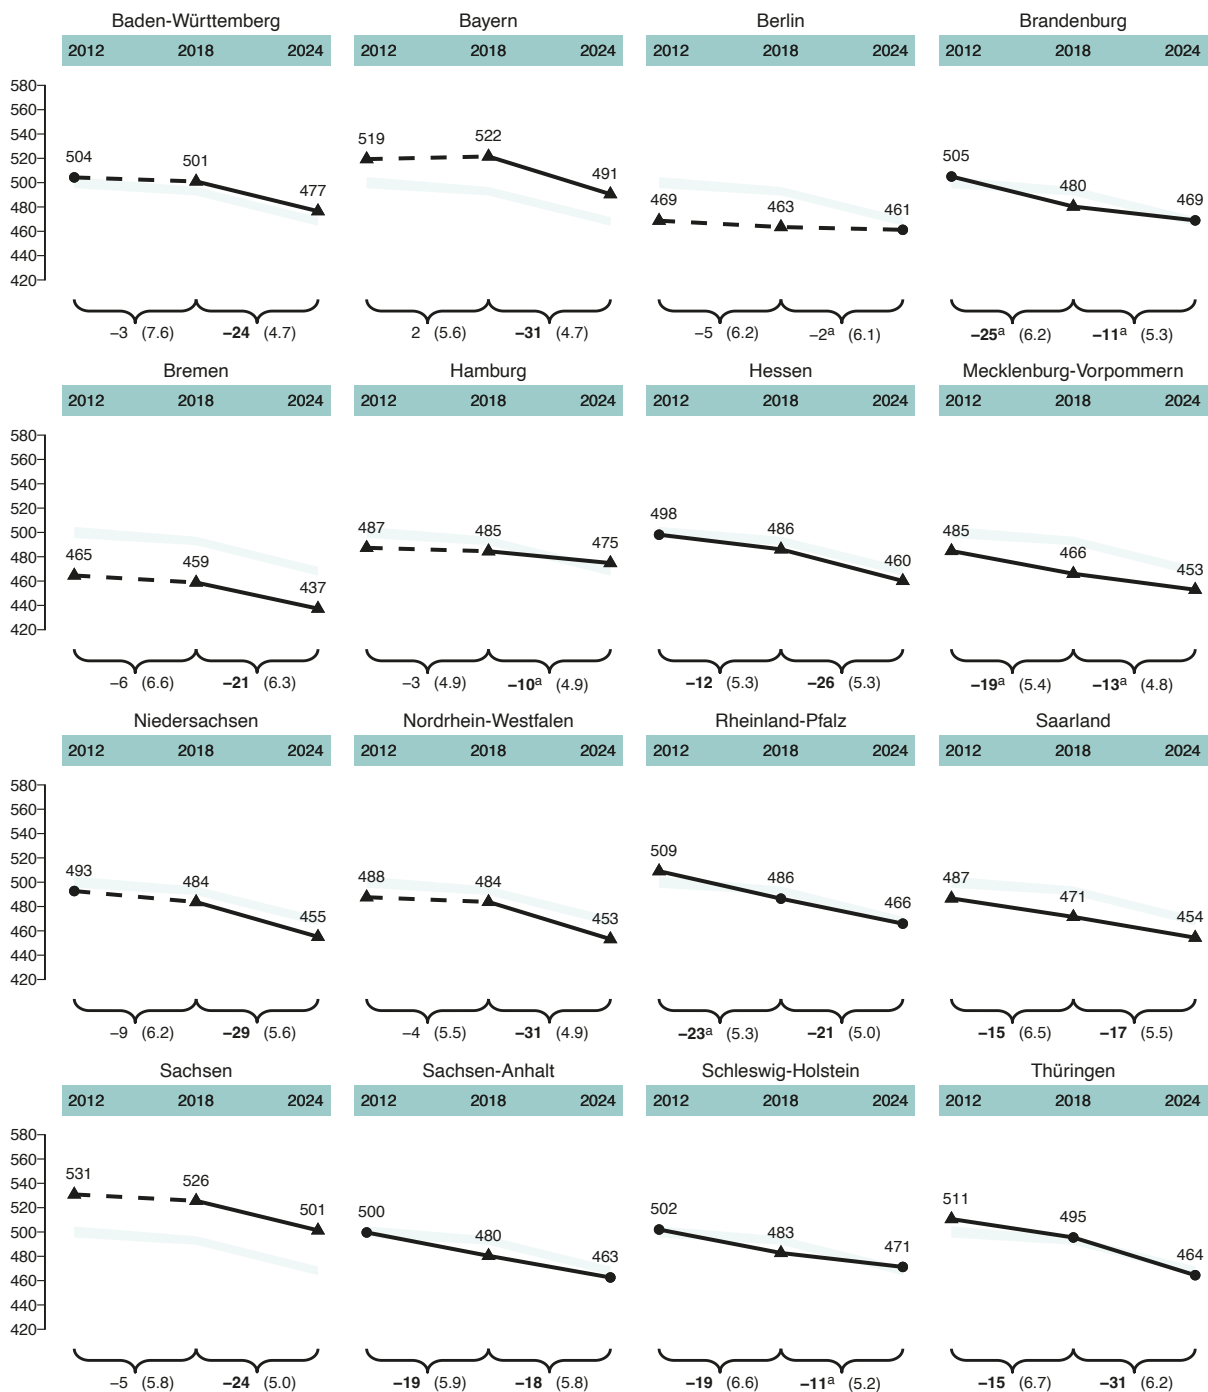 Baden-Württemberg Bayern Berlin Brandenburg
2012 2018 2024 2012 2018 2024 2012 2018 2024 2012 2018 2024
580
560
540
520
500
480
460
440
420
504 501 477
519 522 491
469 463 461
505 480 469
−3 (7.6) −24 (4.7) 2 (5.6) −31 (4.7) −5 (6.2) −2ᵃ (6.1) −25ᵃ (6.2) −11ᵃ (5.3)
Bremen Hamburg Hessen Mecklenburg-Vorpommern
2012 2018 2024 2012 2018 2024 2012 2018 2024 2012 2018 2024
580
560
540
520
500
480
460
440
420
465 459 437
487 485 475
498 486 460
485 466 453
−6 (6.6) −21 (6.3) −3 (4.9) −10ᵃ (4.9) −12 (5.3) −26 (5.3) −19ᵃ (5.4) −13ᵃ (4.8)
Niedersachsen Nordrhein-Westfalen Rheinland-Pfalz Saarland
2012 2018 2024 2012 2018 2024 2012 2018 2024 2012 2018 2024
580
560
540
520
500
480
460
440
420
493 484 455
488 484 453
509 486 466
487 471 454
−9 (6.2) −29 (5.6) −4 (5.5) −31 (4.9) −23ᵃ (5.3) −21 (5.0) −15 (6.5) −17 (5.5)
Sachsen Sachsen-Anhalt Schleswig-Holstein Thüringen
2012 2018 2024 2012 2018 2024 2012 2018 2024 2012 2018 2024
580
560
540
520
500
480
460
440
420
531 526 501
500 480 463
502 483 471
511 495 464
−5 (5.8) −24 (5.0) −19 (5.9) −18 (5.8) −19 (6.6) −11ᵃ (5.2) −15 (6.7) −31 (6.2)